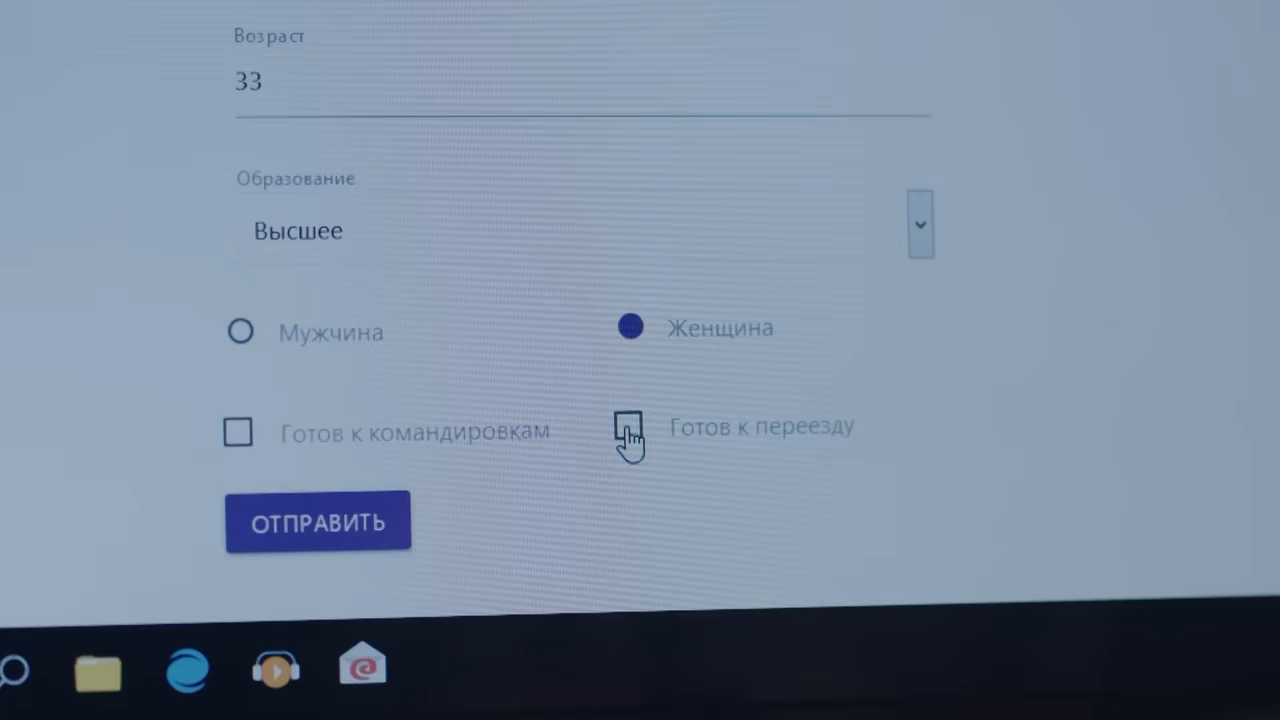 Возраст
33
Образование
Высшее
Мужчина
Женщина
Готов к командировкам
Готов к переезду
ОТПРАВИТЬ